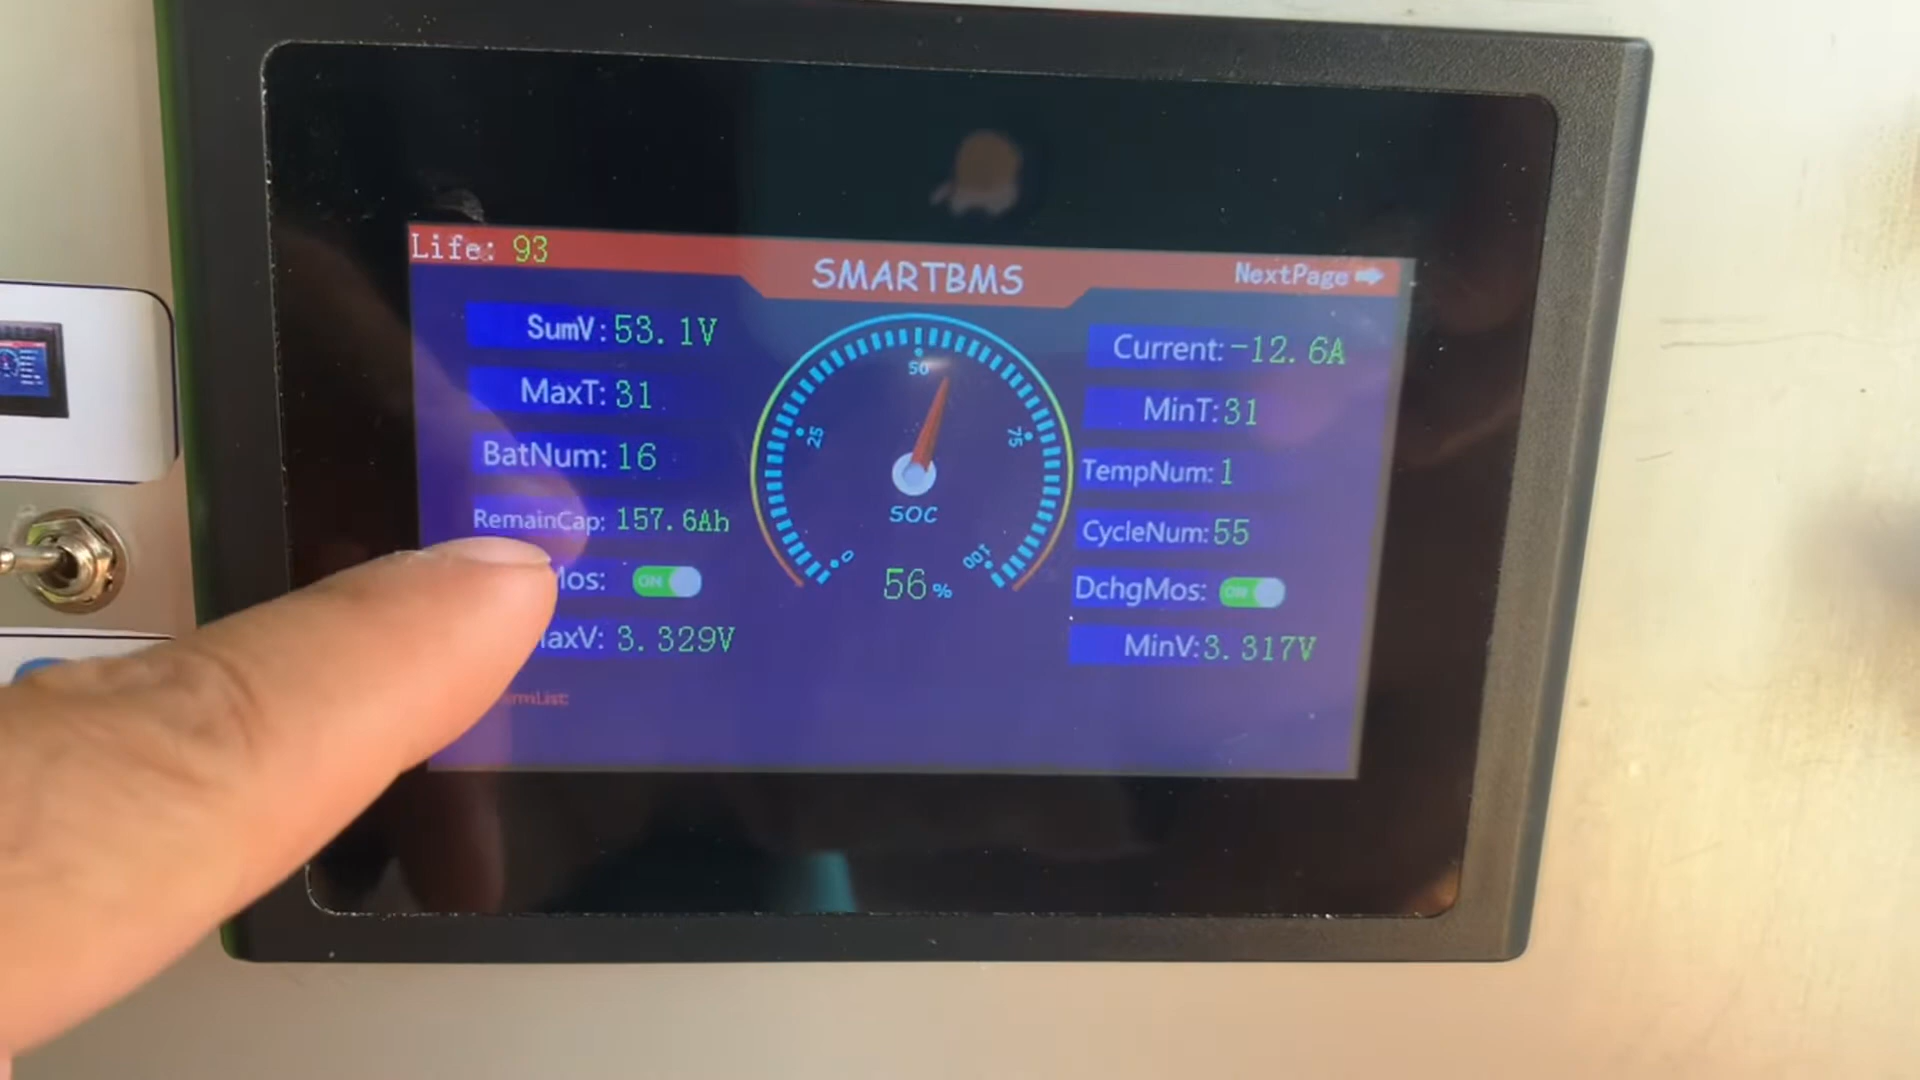 Life: 93
SMARTBMS
NextPage
SumV: 53.1V
Current: -12.6A
MaxT: 31
MinT: 31
BatNum: 16
TempNum: 1
RemainCap: 157.6Ah
CycleNum: 55
Mos: ON
DchgMos: ON
axV: 3.329V
MinV: 3.317V
0
25
50
75
100
SOC
56%